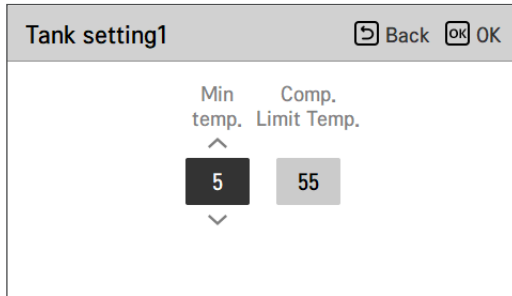 Tank setting1
Back OK OK
Min Comp.
temp. Limit Temp.
5 55